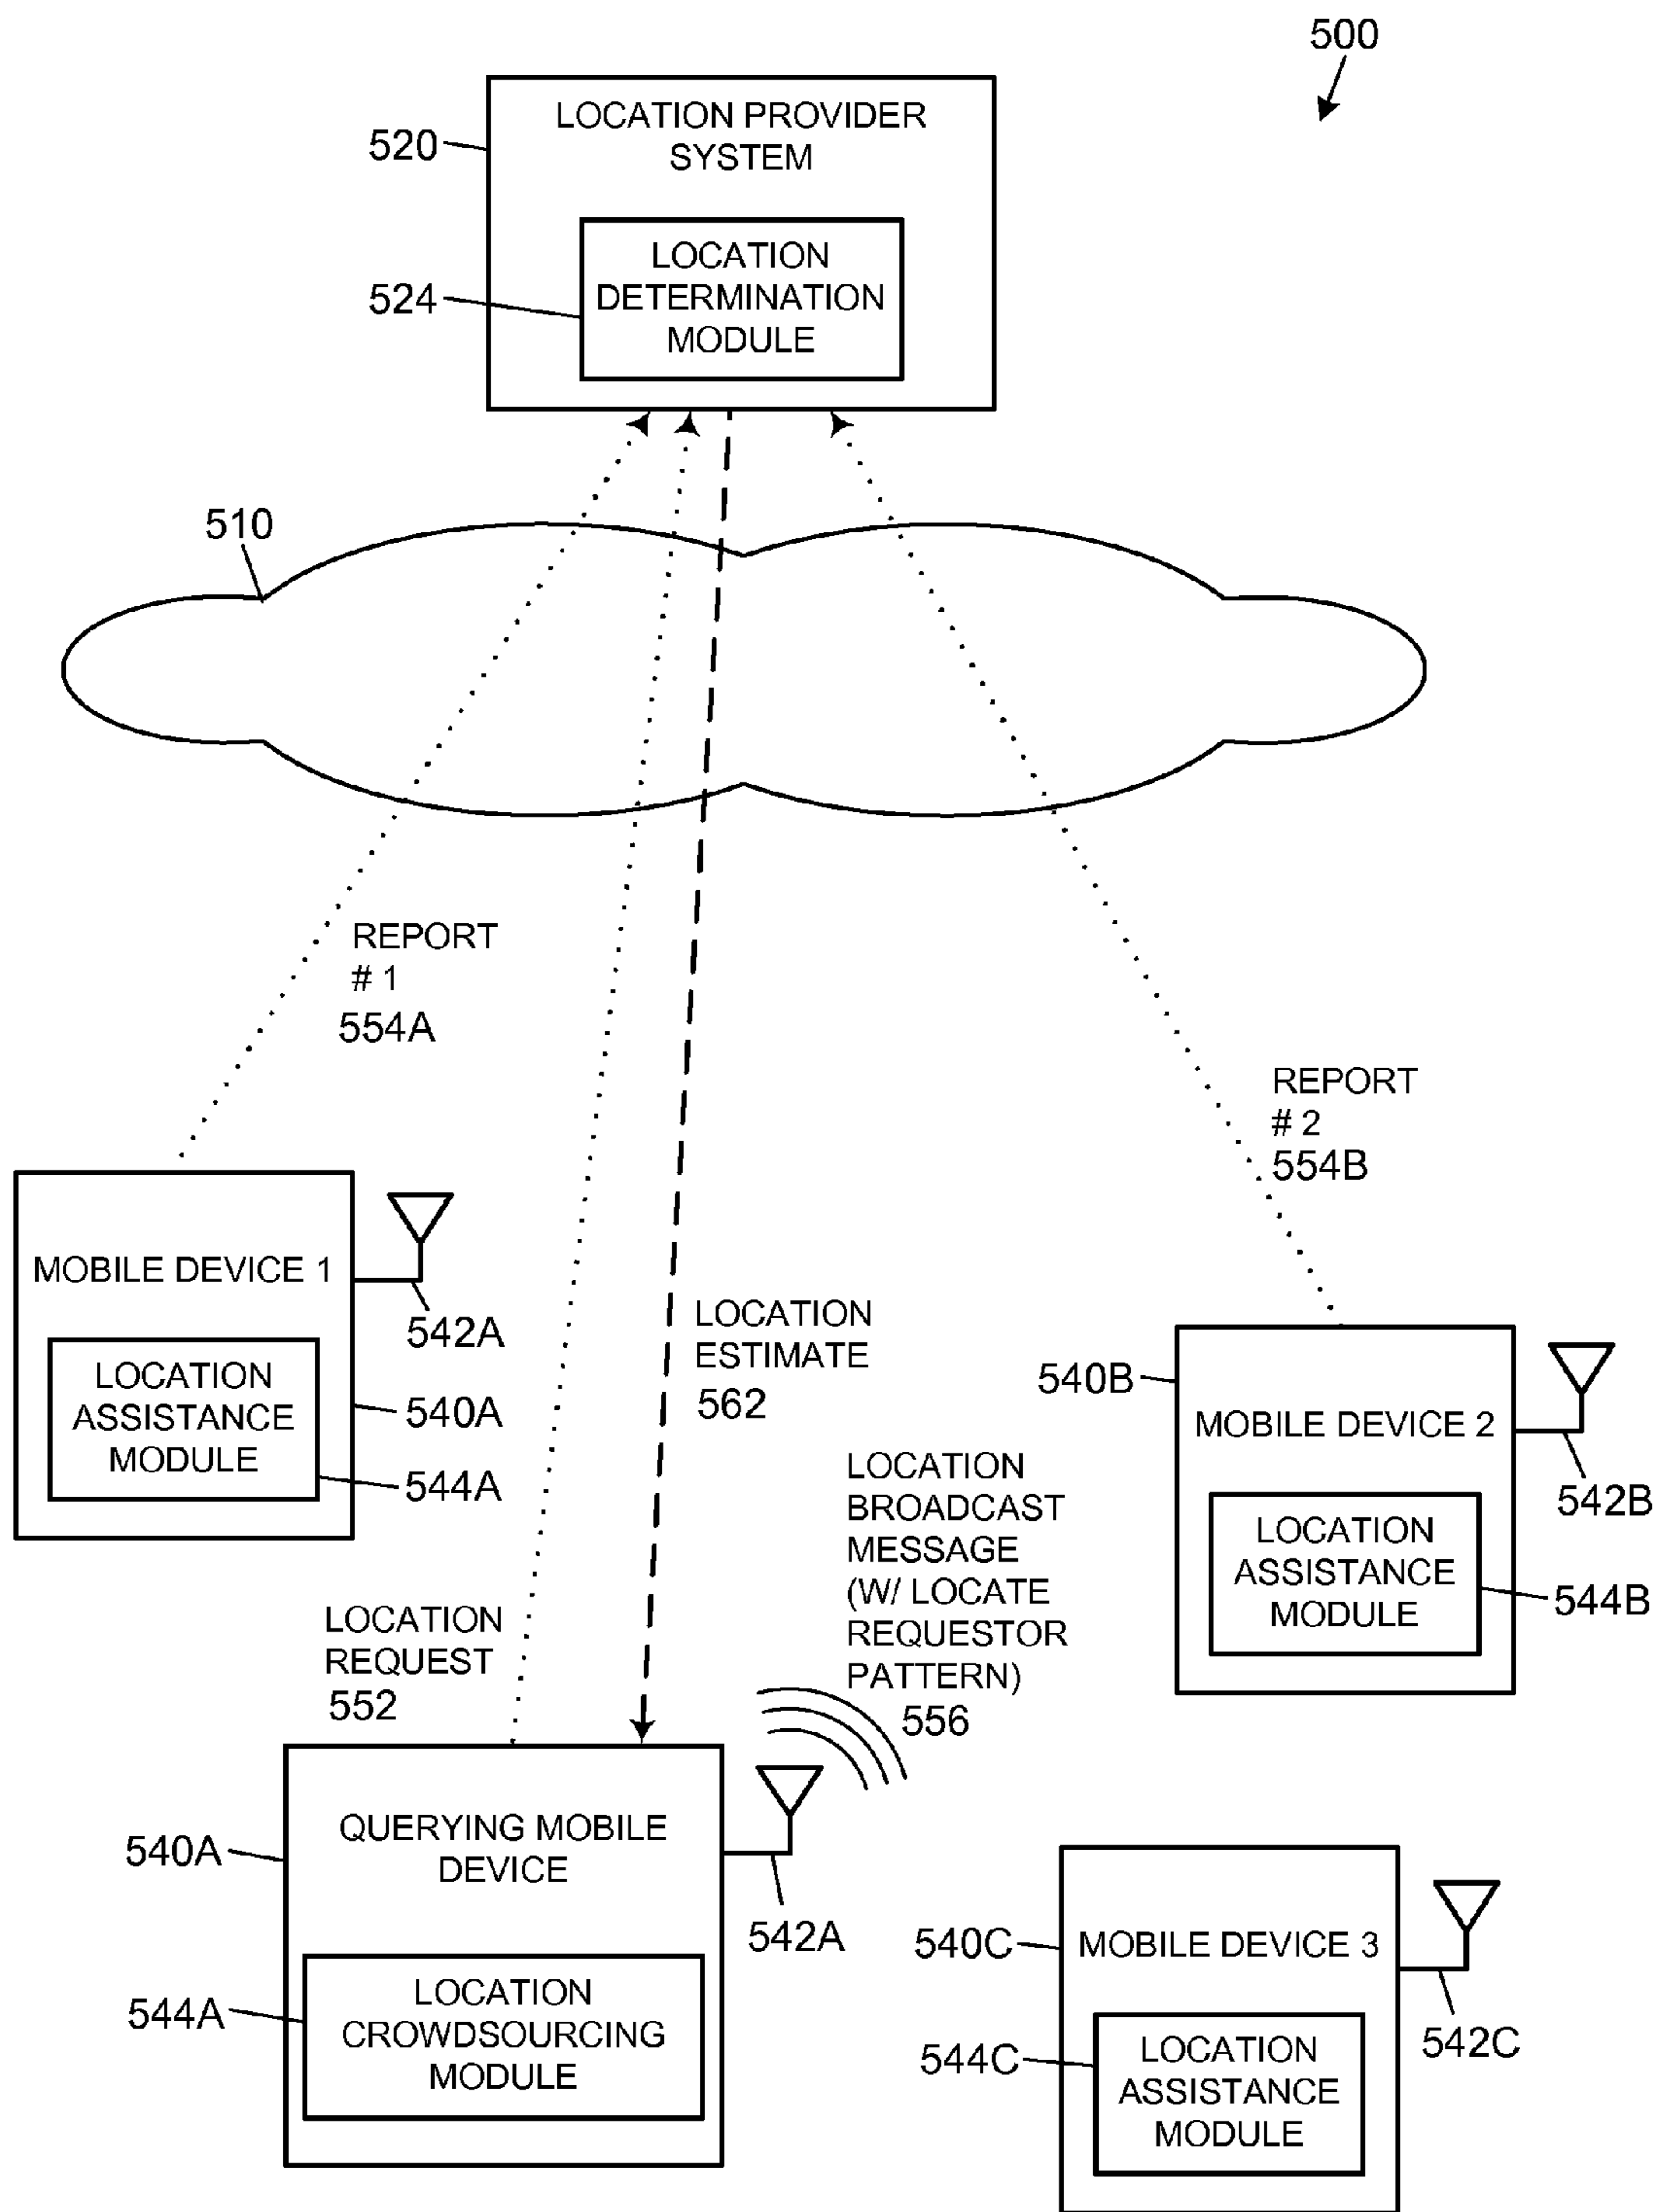 500
LOCATION PROVIDER
SYSTEM
520
LOCATION
DETERMINATION
MODULE
524
510
REPORT
# 1
554A
REPORT
# 2
554B
MOBILE DEVICE 1
542A
LOCATION
ASSISTANCE
MODULE
540A
544A
LOCATION
ESTIMATE
562
540B
MOBILE DEVICE 2
542B
LOCATION
ASSISTANCE
MODULE
544B
LOCATION
BROADCAST
MESSAGE
(W/ LOCATE
REQUESTOR
PATTERN)
556
LOCATION
REQUEST
552
540A
QUERYING MOBILE
DEVICE
542A
544A
LOCATION
CROWDSOURCING
MODULE
540C
MOBILE DEVICE 3
542C
544C
LOCATION
ASSISTANCE
MODULE